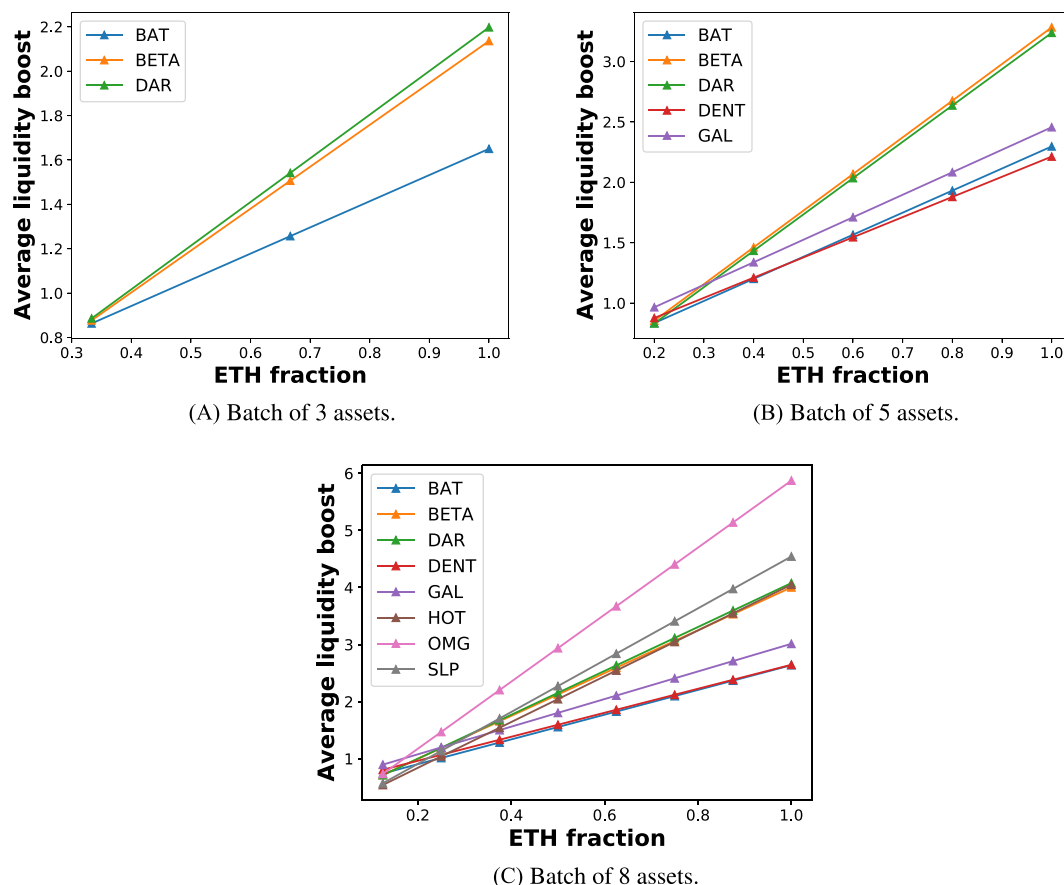 2.2
2.0
1.8
1.6
1.4
1.2
1.0
0.8
Average liquidity boost
BAT
BETA
DAR
0.3 0.4 0.5 0.6 0.7 0.8 0.9 1.0
ETH fraction
(A) Batch of 3 assets.
3.0
2.5
2.0
1.5
1.0
Average liquidity boost
BAT
BETA
DAR
DENT
GAL
0.2 0.3 0.4 0.5 0.6 0.7 0.8 0.9 1.0
ETH fraction
(B) Batch of 5 assets.
6
5
4
3
2
1
Average liquidity boost
BAT
BETA
DAR
DENT
GAL
HOT
OMG
SLP
0.2 0.4 0.6 0.8 1.0
ETH fraction
(C) Batch of 8 assets.